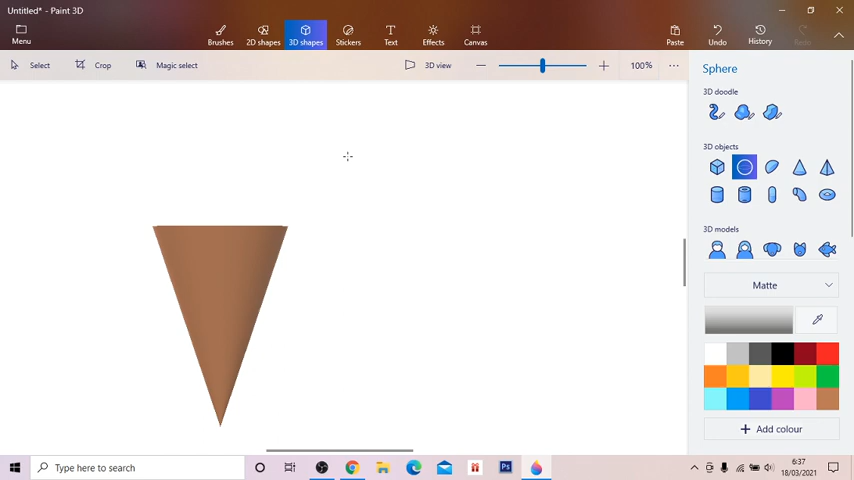 Untitled* - Paint 3D
Menu
Brushes
2D shapes
3D shapes
Stickers
Text
Effects
Canvas
Paste
Undo
History
Redo
Select
Crop
Magic select
3D view
100%
Sphere
3D doodle
3D objects
3D models
Matte
Add colour
Type here to search
Ps
6:37
18/03/2021